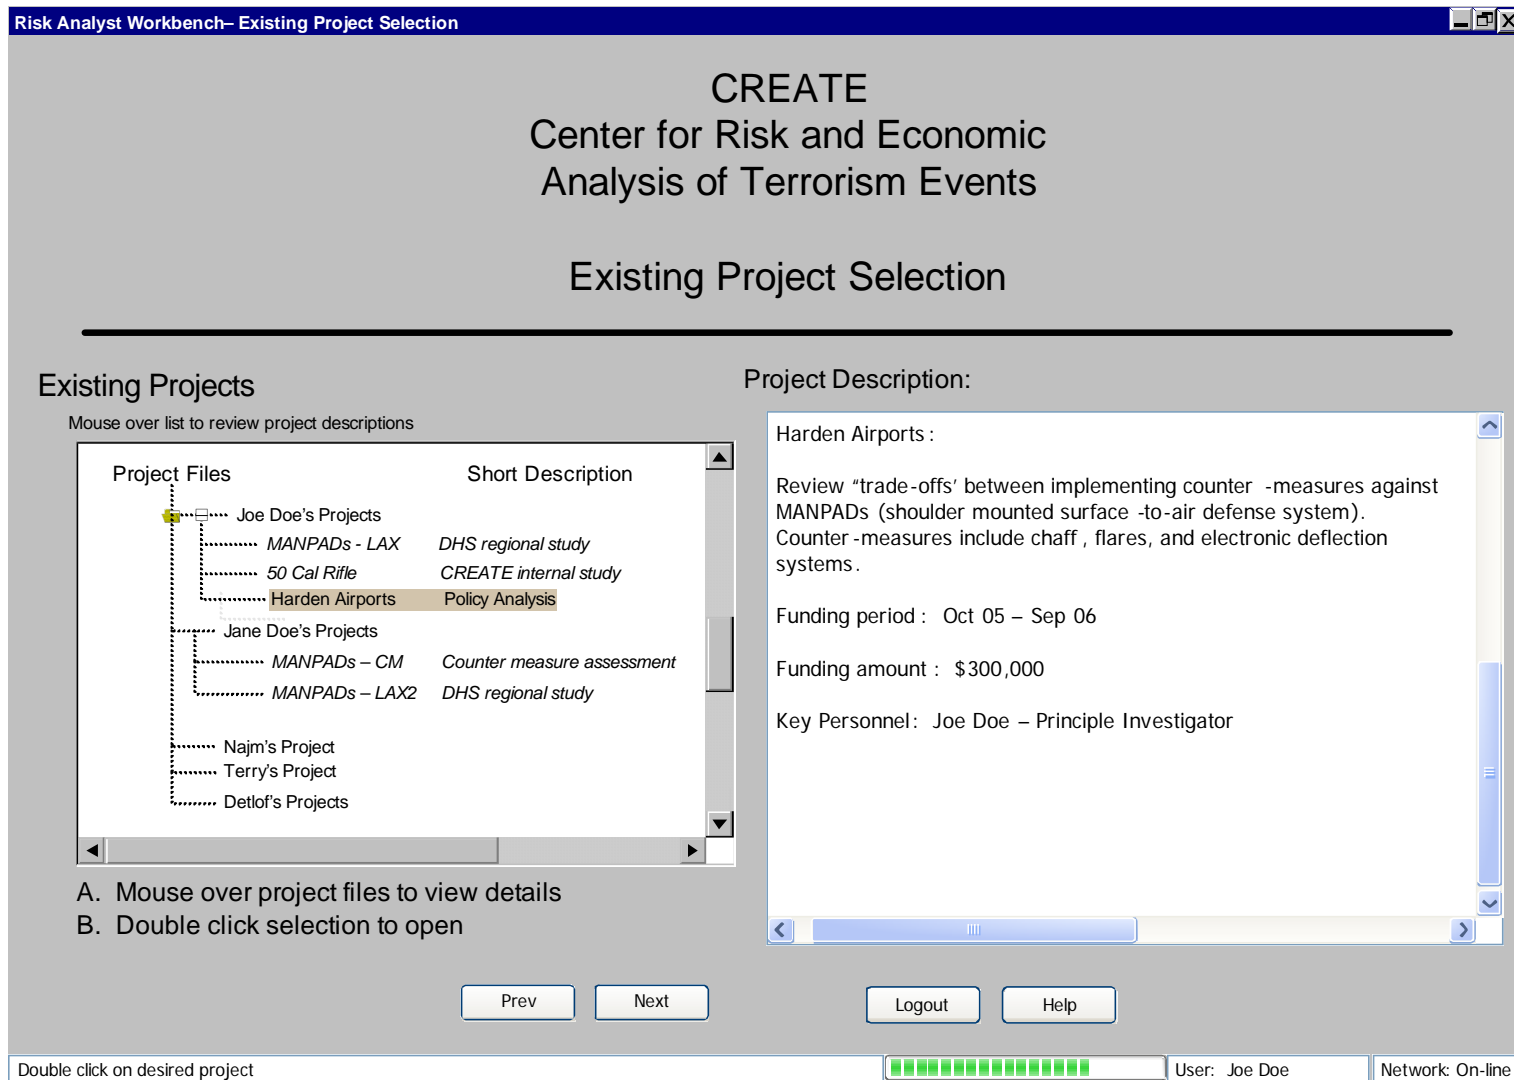 Risk Analyst Workbench– Existing Project Selection
CREATE
Center for Risk and Economic
Analysis of Terrorism Events
Existing Project Selection
Existing Projects
Mouse over list to review project descriptions
Project Files Short Description
Joe Doe's Projects
MANPADs - LAX DHS regional study
50 Cal Rifle CREATE internal study
Harden Airports Policy Analysis
Jane Doe's Projects
MANPADs – CM Counter measure assessment
MANPADs – LAX2 DHS regional study
Najm's Project
Terry's Project
Detlof's Projects
A. Mouse over project files to view details
B. Double click selection to open
Project Description:
Harden Airports :
Review “trade-offs’ between implementing counter -measures against
MANPADs (shoulder mounted surface -to-air defense system).
Counter -measures include chaff , flares, and electronic deflection
systems.
Funding period : Oct 05 – Sep 06
Funding amount : $300,000
Key Personnel: Joe Doe – Principle Investigator
Prev Next Logout Help
Double click on desired project User: Joe Doe Network: On-line